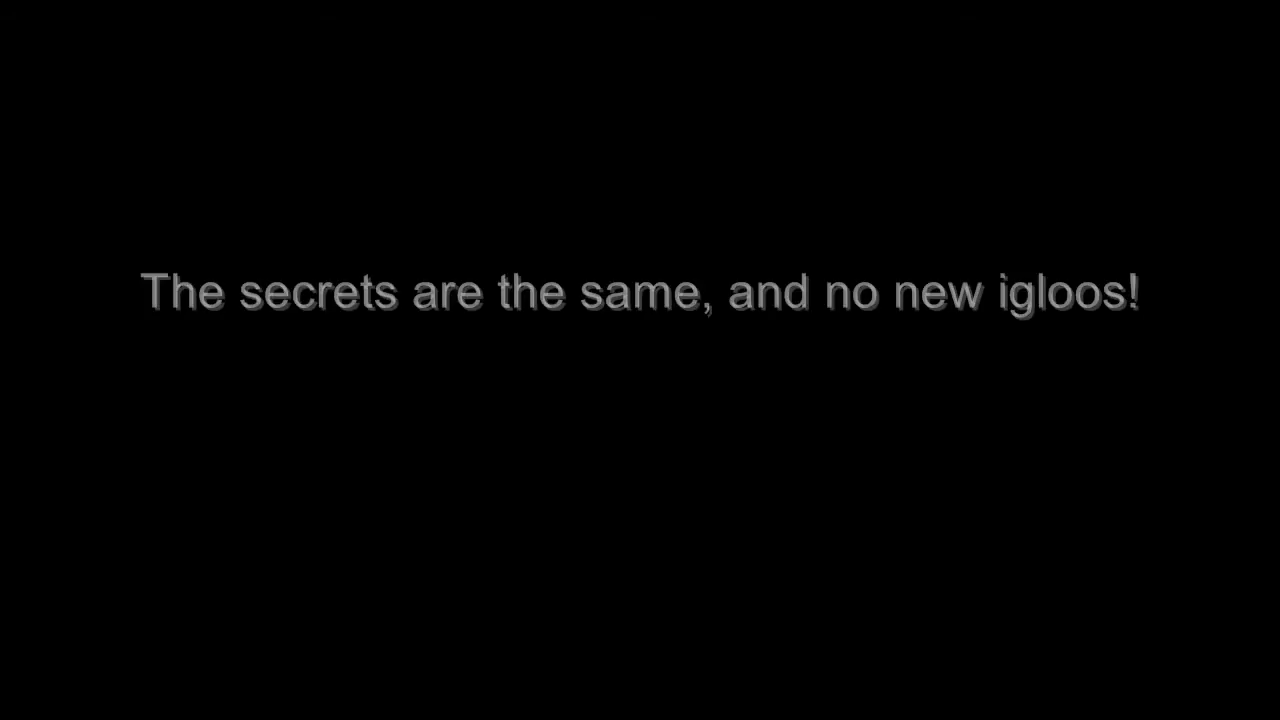 The secrets are the same, and no new igloos!